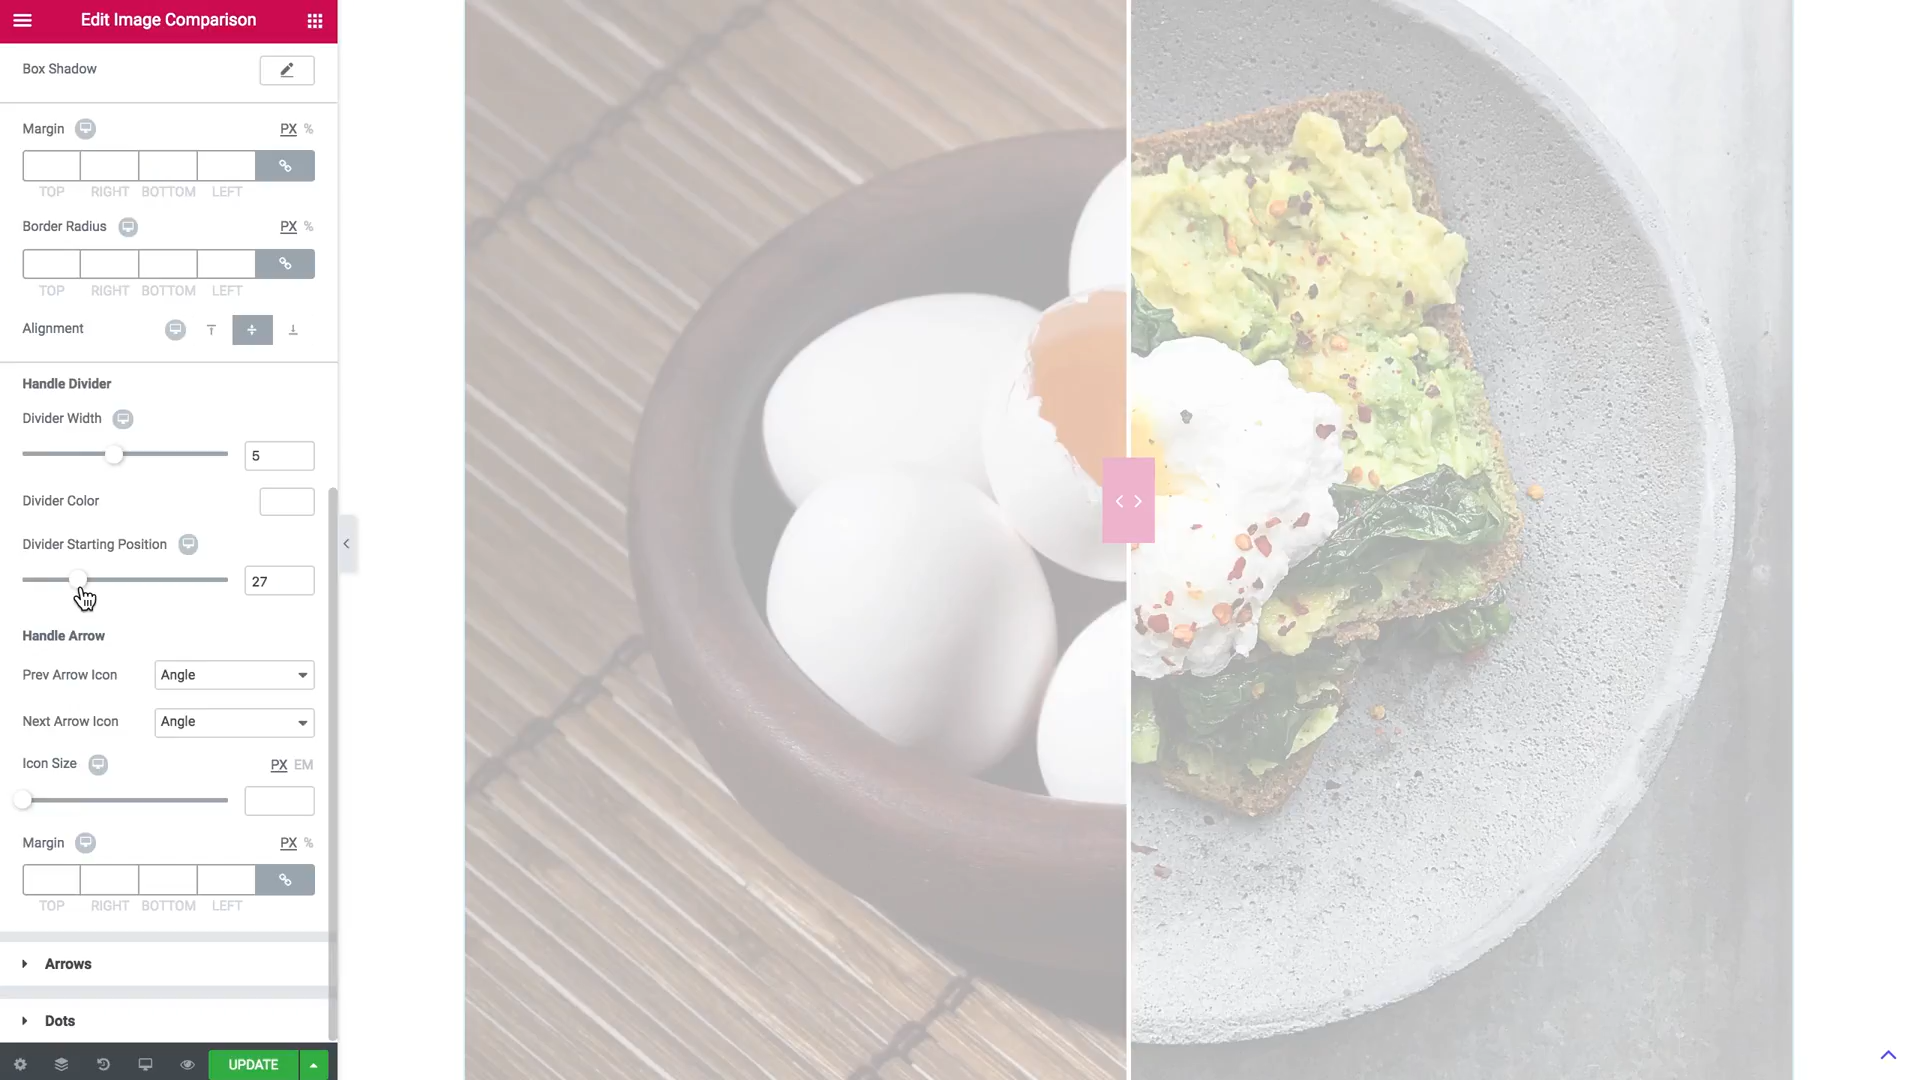 Edit Image Comparison
Box Shadow
Margin PX %
TOP RIGHT BOTTOM LEFT
Border Radius PX %
TOP RIGHT BOTTOM LEFT
Alignment
Handle Divider
Divider Width
5
Divider Color
Divider Starting Position
27
Handle Arrow
Prev Arrow Icon Angle
Next Arrow Icon Angle
Icon Size PX EM
Margin PX %
TOP RIGHT BOTTOM LEFT
Arrows
Dots
UPDATE